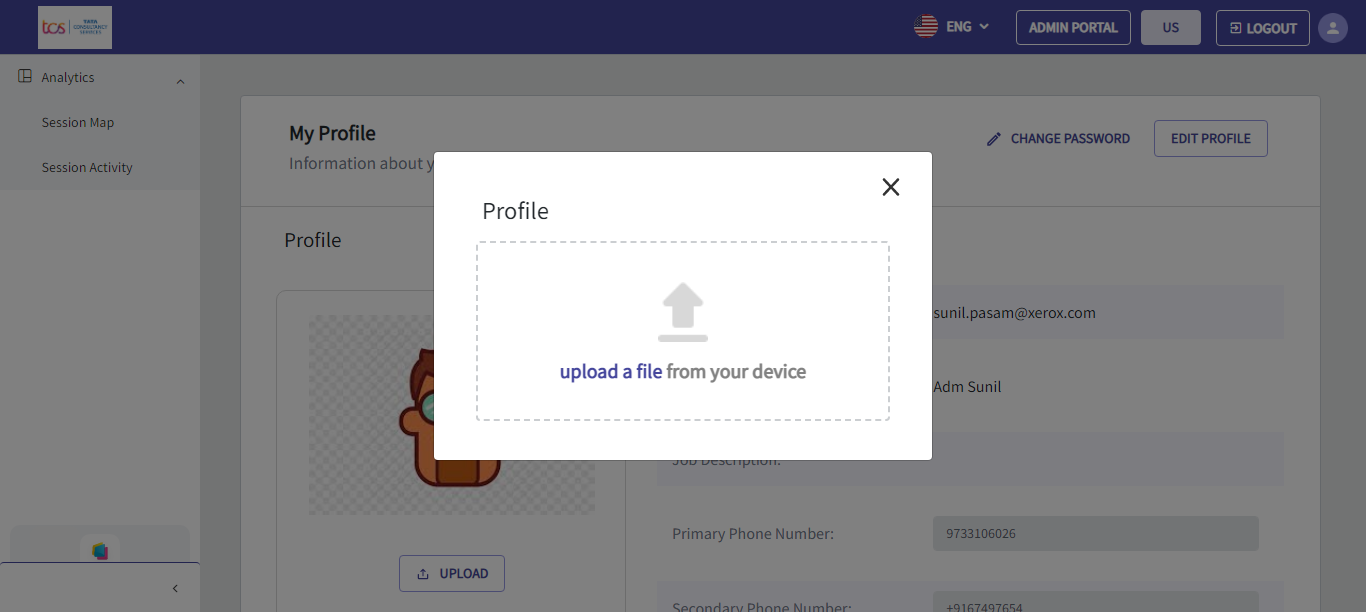 tcs | TATA
CONSULTANCY
SERVICES
ENG
ADMIN PORTAL
US
LOGOUT
Analytics
Session Map
Session Activity
My Profile
Information about y
CHANGE PASSWORD
EDIT PROFILE
Profile
Profile
upload a file from your device
sunil.pasam@xerox.com
Adm Sunil
Job Description:
Primary Phone Number:
9733106026
UPLOAD
Secondary Phone Number:
+9167497654